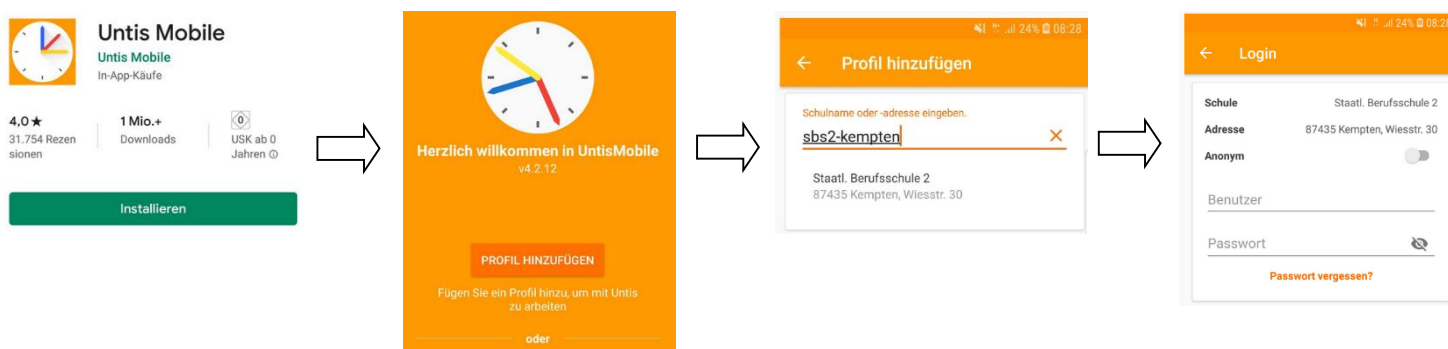 Untis Mobile
Untis Mobile
In-App-Käufe
4,0★
31.754 Rezen
sionen
1 Mio.+
Downloads
0
USK ab 0
Jahren
Installieren
Herzlich willkommen in UntisMobile
v4.2.12
PROFIL HINZUFÜGEN
Fügen Sie ein Profil hinzu, um mit Untis
zu arbeiten
oder
24% 08:28
Profil hinzufügen
Schulname oder -adresse eingeben.
sbs2-kempten
Staatl. Berufsschule 2
87435 Kempten, Wiesstr. 30
24% 08:28
Login
Schule Staatl. Berufsschule 2
Adresse 87435 Kempten, Wiesstr. 30
Anonym
Benutzer
Passwort
Passwort vergessen?